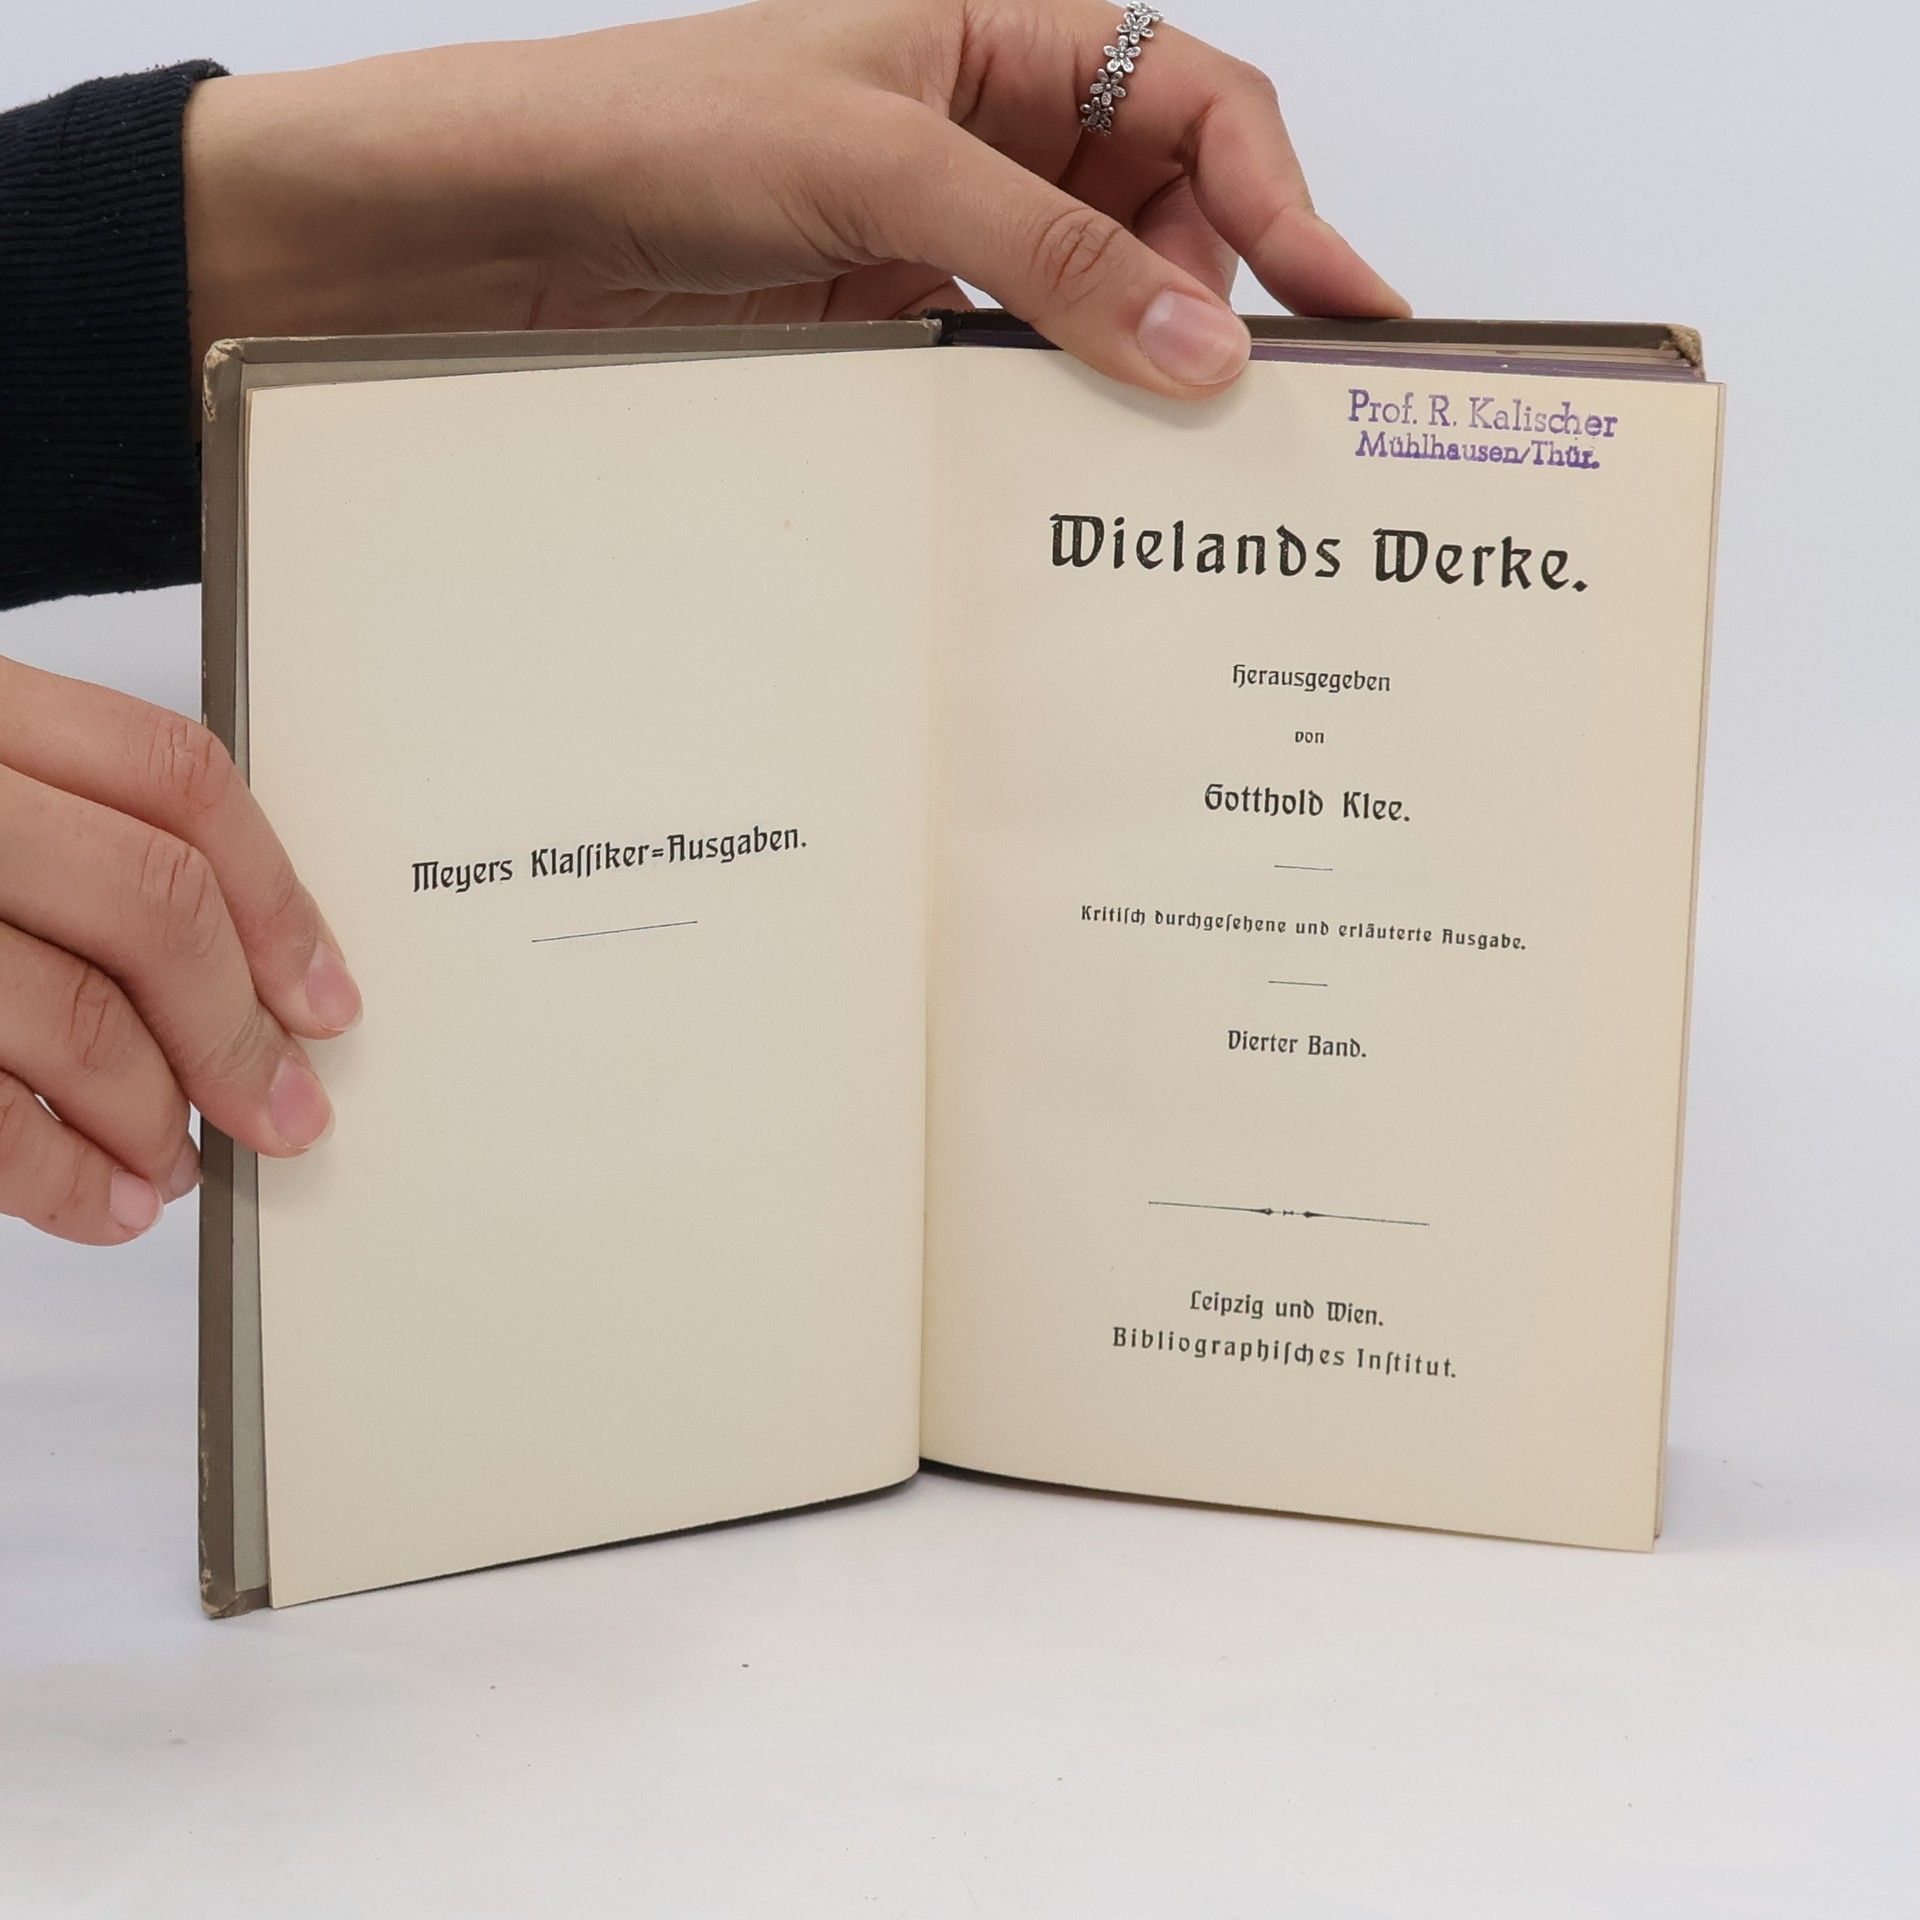 Meyers Klaſſiker=Ausgaben.
Prof. R. Kalischer
Mühlhausen/Thür.
Wielands Werke.
Herausgegeben
von
Gotthold Klee.
Kritiſch durchgeſehene und erläuterte Ausgabe.
Vierter Band.
Leipzig und Wien.
Bibliographiſches Inſtitut.